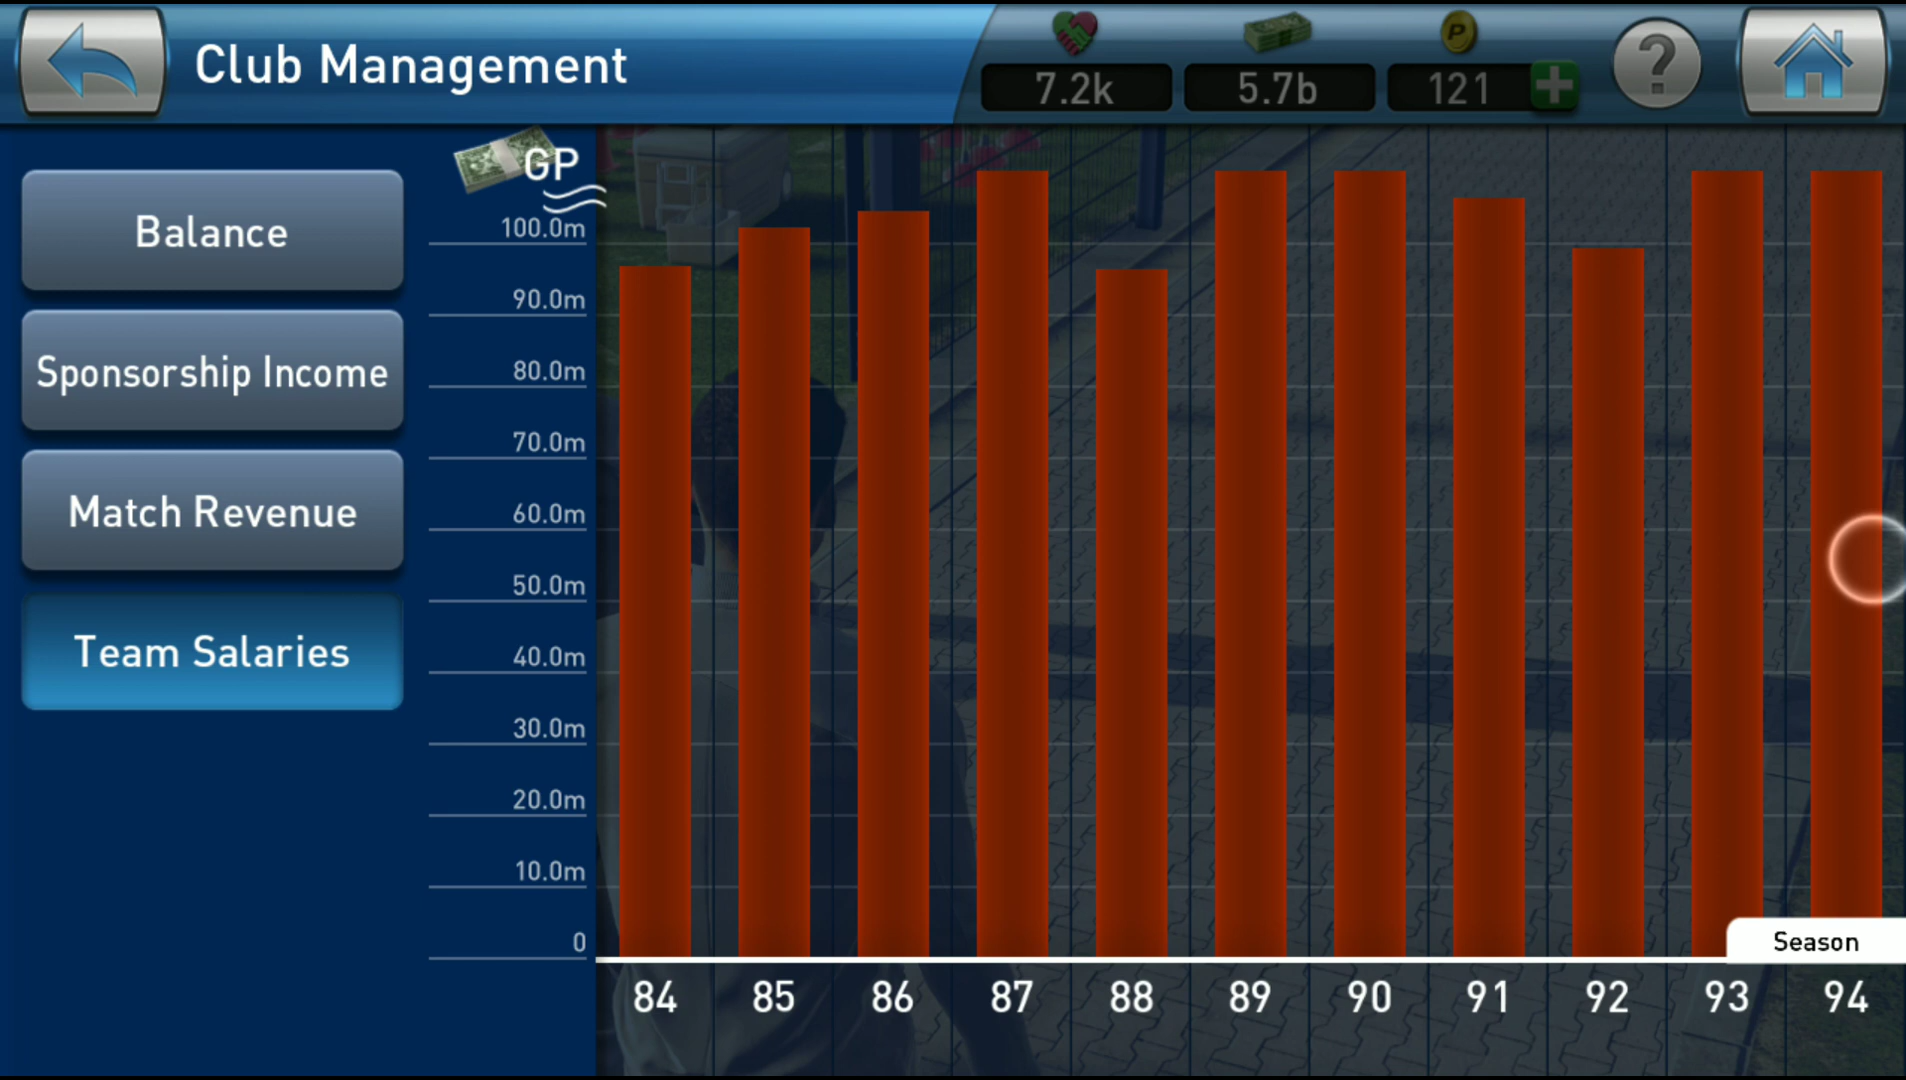 Club Management
7.2k
5.7b
P
121
?
Balance
Sponsorship Income
Match Revenue
Team Salaries
GP
100.0m
90.0m
80.0m
70.0m
60.0m
50.0m
40.0m
30.0m
20.0m
10.0m
0
Season
84 85 86 87 88 89 90 91 92 93 94